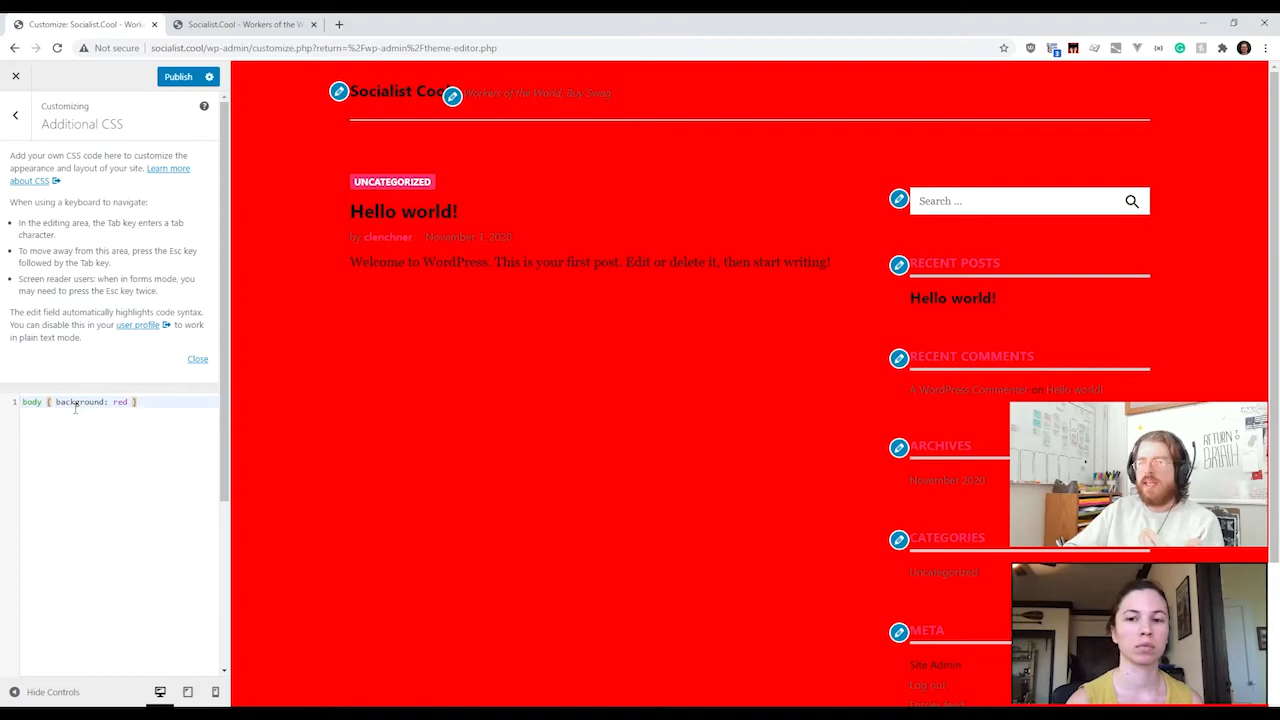 Customize: Socialist.Cool - Work
Socialist.Cool - Workers of the W
Not secure
socialist.cool/wp-admin/customize.php?return=%2Fwp-admin%2Ftheme-editor.php
3
Publish
Customizing
Additional CSS
Add your own CSS code here to customize the
appearance and layout of your site. Learn more
about CSS
When using a keyboard to navigate:
• In the editing area, the Tab key enters a tab
character.
• To move away from this area, press the Esc key
followed by the Tab key.
• Screen reader users: when in forms mode, you
may need to press the Esc key twice.
The edit field automatically highlights code syntax.
You can disable this in your user profile to work
in plain text mode.
Close
1 body { background: red }
Hide Controls
Socialist Coo
Workers of the World, Buy Swag
UNCATEGORIZED
Hello world!
by clenchner November 1, 2020
Welcome to WordPress. This is your first post. Edit or delete it, then start writing!
Search ...
RECENT POSTS
Hello world!
RECENT COMMENTS
A WordPress Commenter on Hello world!
ARCHIVES
November 2020
CATEGORIES
Uncategorized
META
Site Admin
Log out
Entries feed
RETURN
BREATH